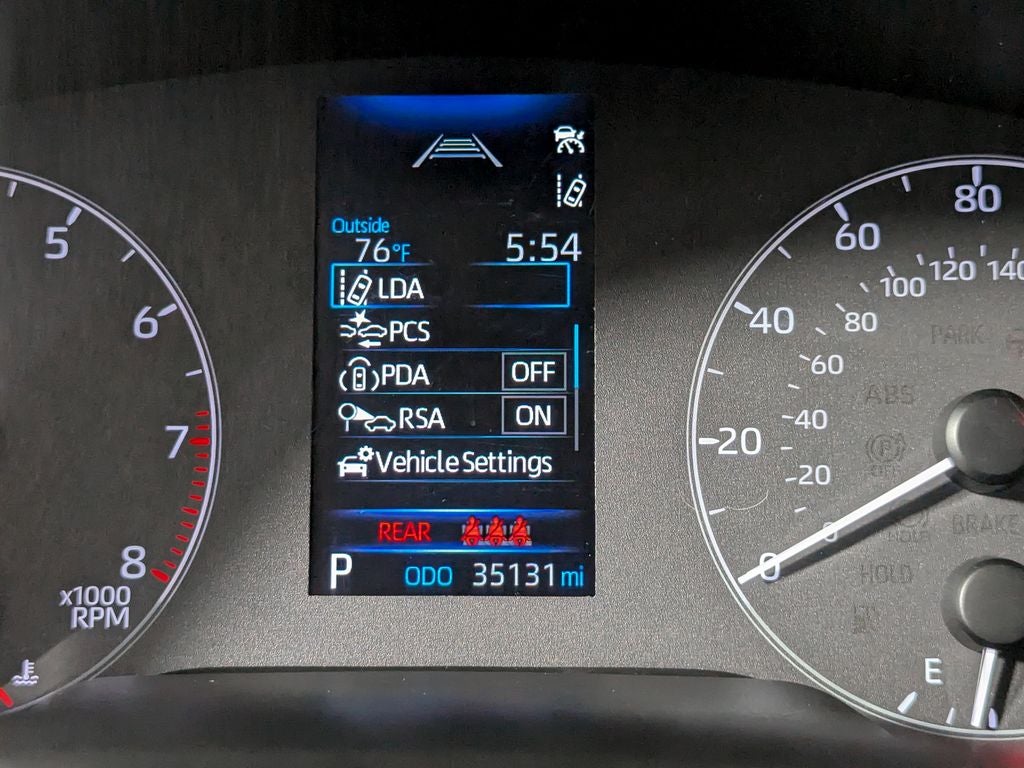 Outside
76°F 5:54
LDA
PCS
PDA OFF
RSA ON
Vehicle Settings
REAR
P ODO 35131 mi
5
6
7
8
x1000
RPM
80
60
40
20
0
140
120
100
80
60
40
20
0
PARK
ABS
(P)
BRAKE
HOLD
E